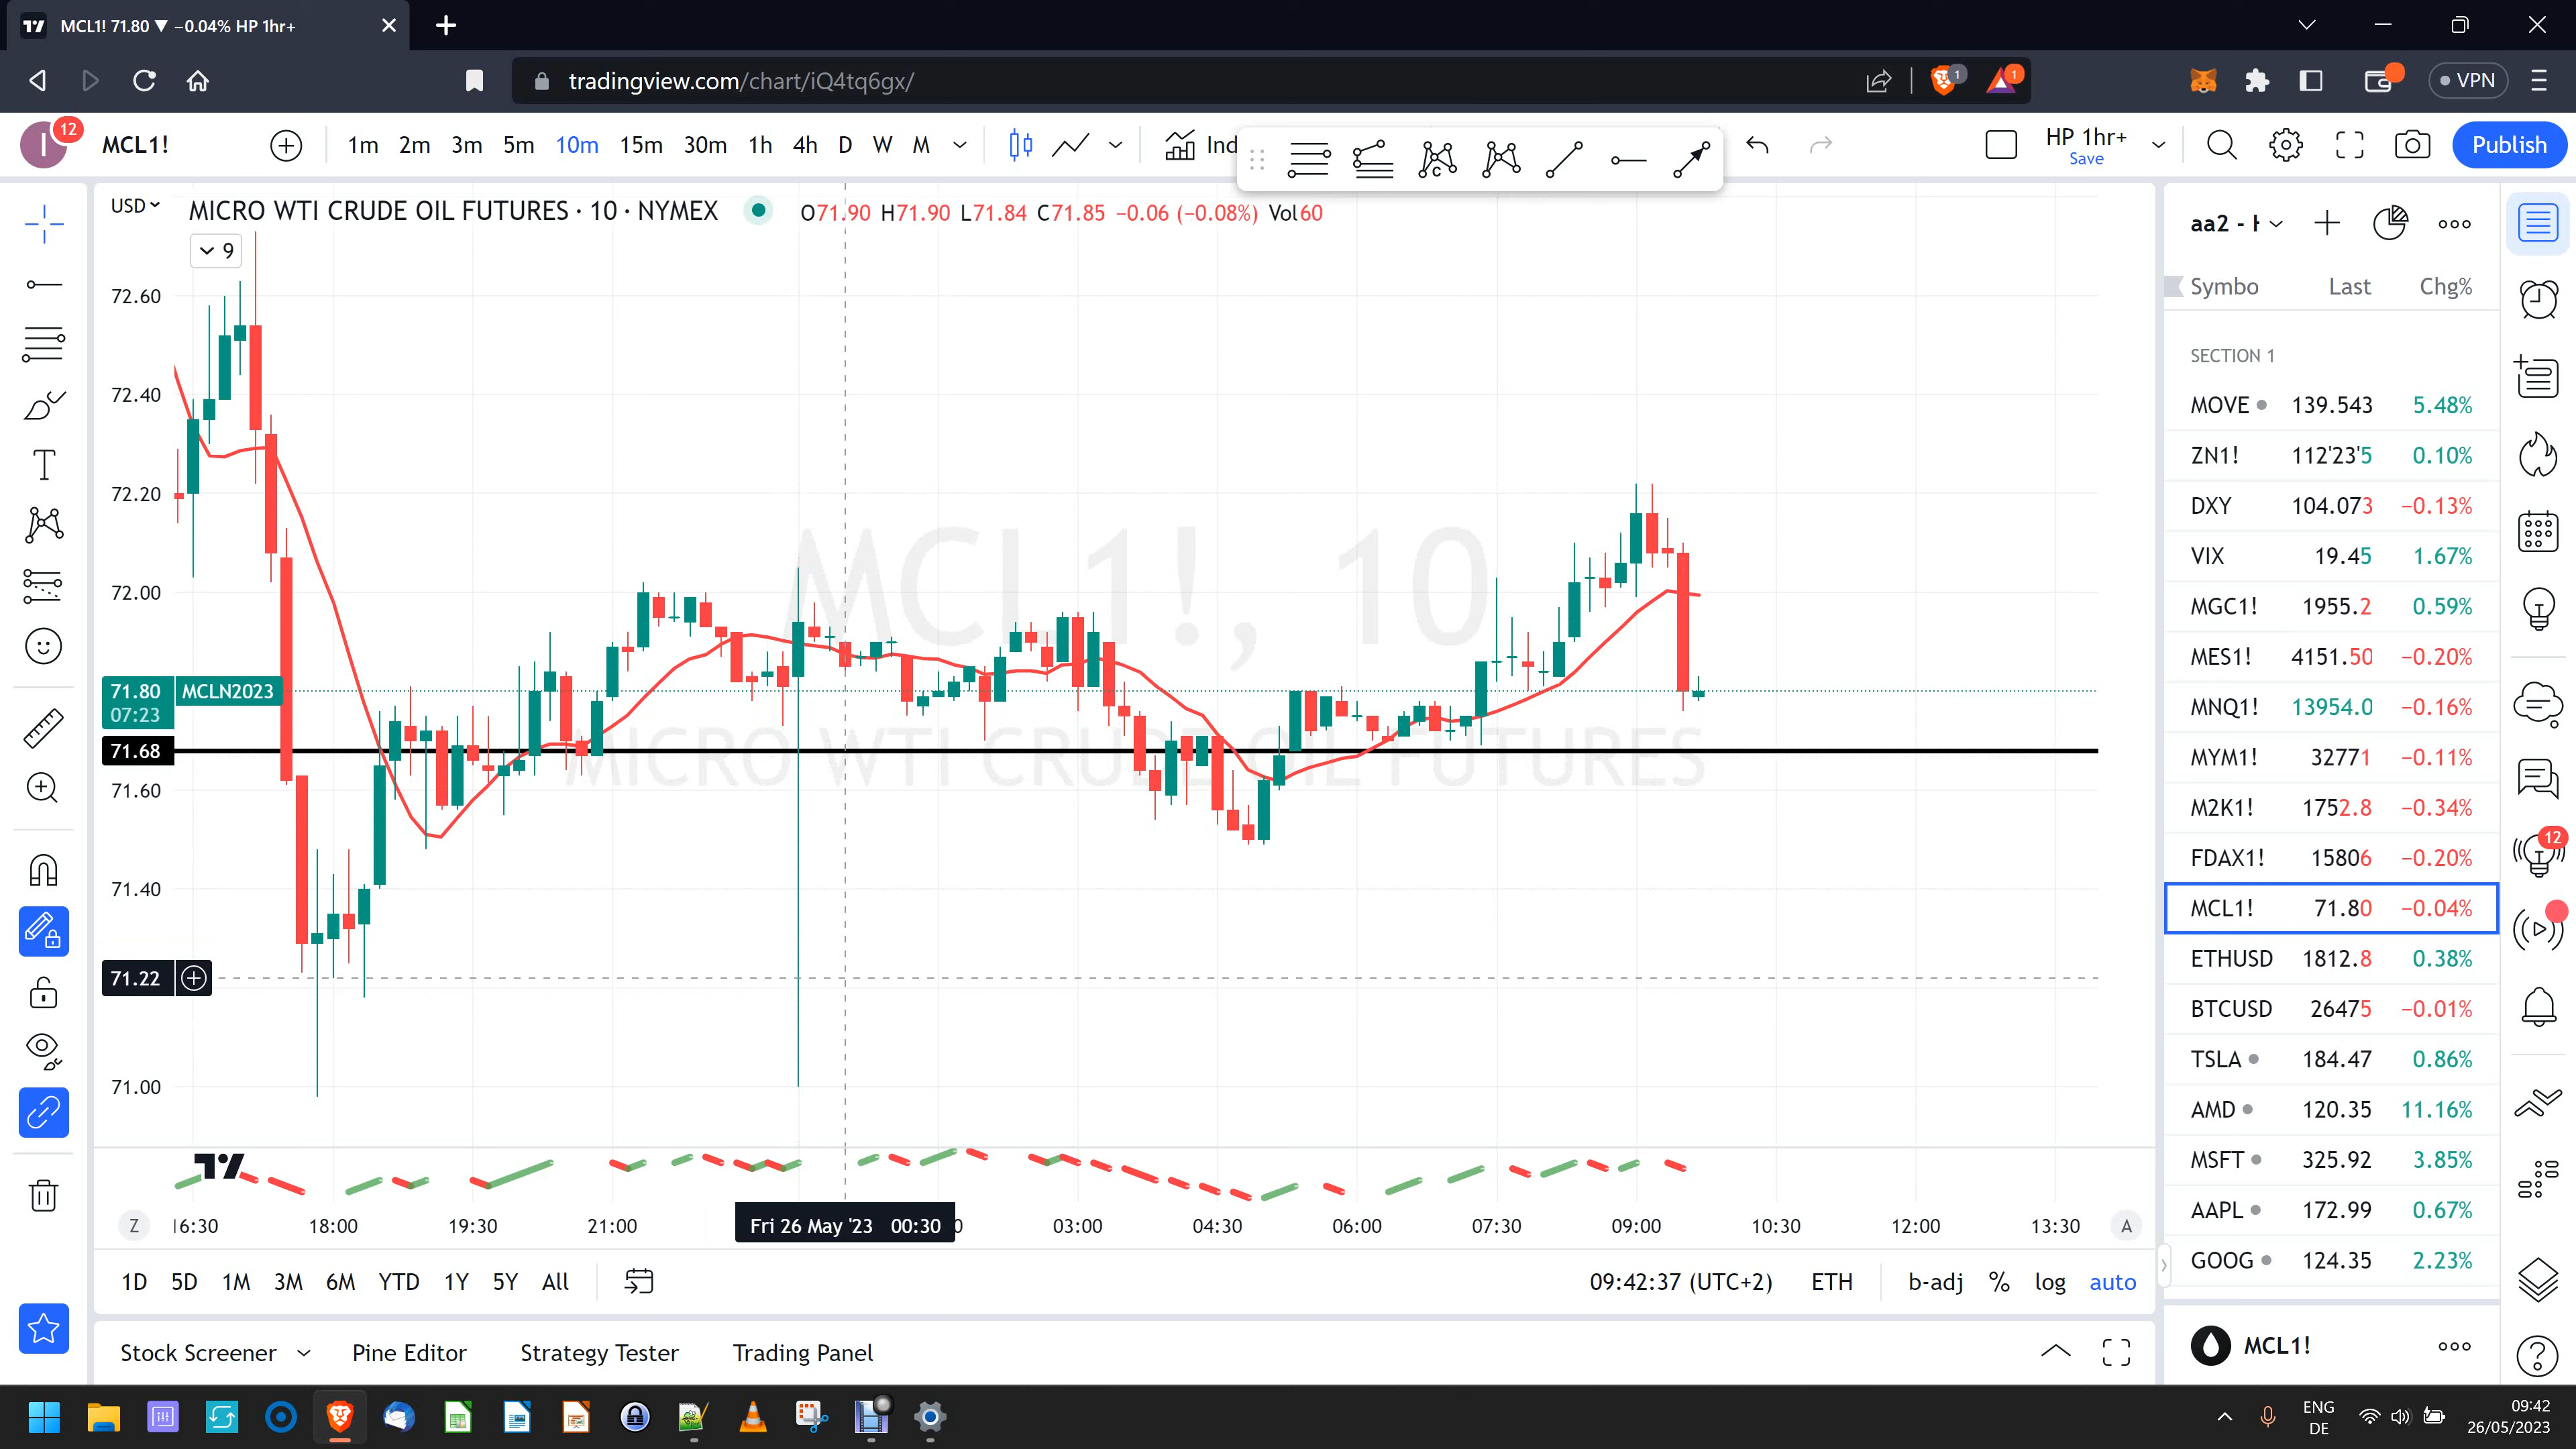 MCL1! 71.80 ▼ −0.04% HP 1hr+
tradingview.com/chart/iQ4tq6gx/
1
1
VPN
I
12
MCL1!
1m 2m 3m 5m 10m 15m 30m 1h 4h D W M
Ind
HP 1hr+
Save
Publish
USD
MICRO WTI CRUDE OIL FUTURES · 10 · NYMEX
O71.90 H71.90 L71.84 C71.85 −0.06 (−0.08%) Vol60
9
72.60
72.40
72.20
72.00
71.80 MCLN2023
07:23
71.68
71.60
71.40
71.22
71.00
MCL1!, 10
MICRO WTI CRUDE OIL FUTURES
Z
16:30 18:00 19:30 21:00 Fri 26 May '23 00:30 03:00 04:30 06:00 07:30 09:00 10:30 12:00 13:30
A
1D 5D 1M 3M 6M YTD 1Y 5Y All
09:42:37 (UTC+2) ETH b-adj % log auto
Stock Screener Pine Editor Strategy Tester Trading Panel
aa2 -
Symbo Last Chg%
SECTION 1
MOVE 139.543 5.48%
ZN1! 112'23'5 0.10%
DXY 104.073 −0.13%
VIX 19.45 1.67%
MGC1! 1955.2 0.59%
MES1! 4151.50 −0.20%
MNQ1! 13954.0 −0.16%
MYM1! 32771 −0.11%
M2K1! 1752.8 −0.34%
FDAX1! 15806 −0.20%
MCL1! 71.80 −0.04%
ETHUSD 1812.8 0.38%
BTCUSD 26475 −0.01%
TSLA 184.47 0.86%
AMD 120.35 11.16%
MSFT 325.92 3.85%
AAPL 172.99 0.67%
GOOG 124.35 2.23%
MCL1!
12
ENG
DE
09:42
26/05/2023